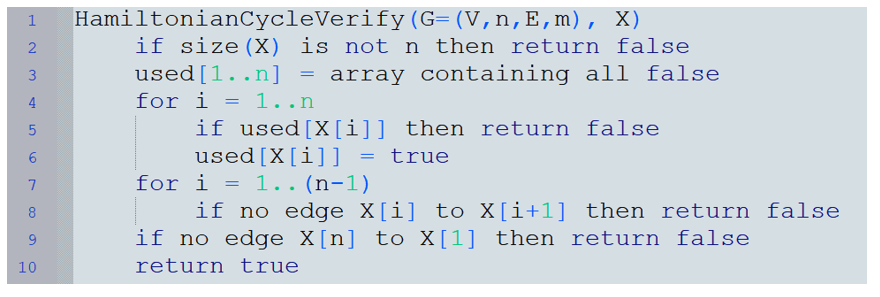 1 HamiltonianCycleVerify(G=(V,n,E,m), X)
2 if size(X) is not n then return false
3 used[1..n] = array containing all false
4 for i = 1..n
5 if used[X[i]] then return false
6 used[X[i]] = true
7 for i = 1..(n-1)
8 if no edge X[i] to X[i+1] then return false
9 if no edge X[n] to X[1] then return false
10 return true